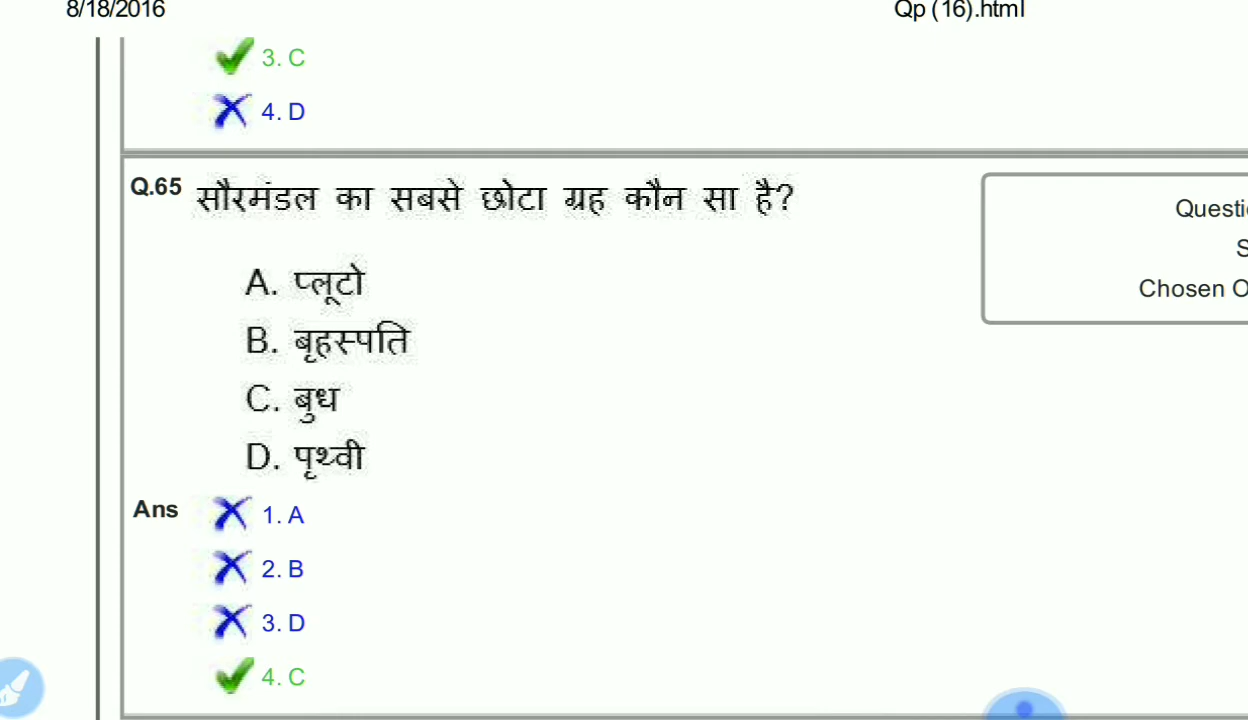 8/18/2016 Qp (16).html
3. C
4. D
Q.65 सौरमंडल का सबसे छोटा ग्रह कौन सा है?
Questi
S
Chosen O
A. प्लूटो
B. बृहस्पति
C. बुध
D. पृथ्वी
Ans 1. A
2. B
3. D
4. C